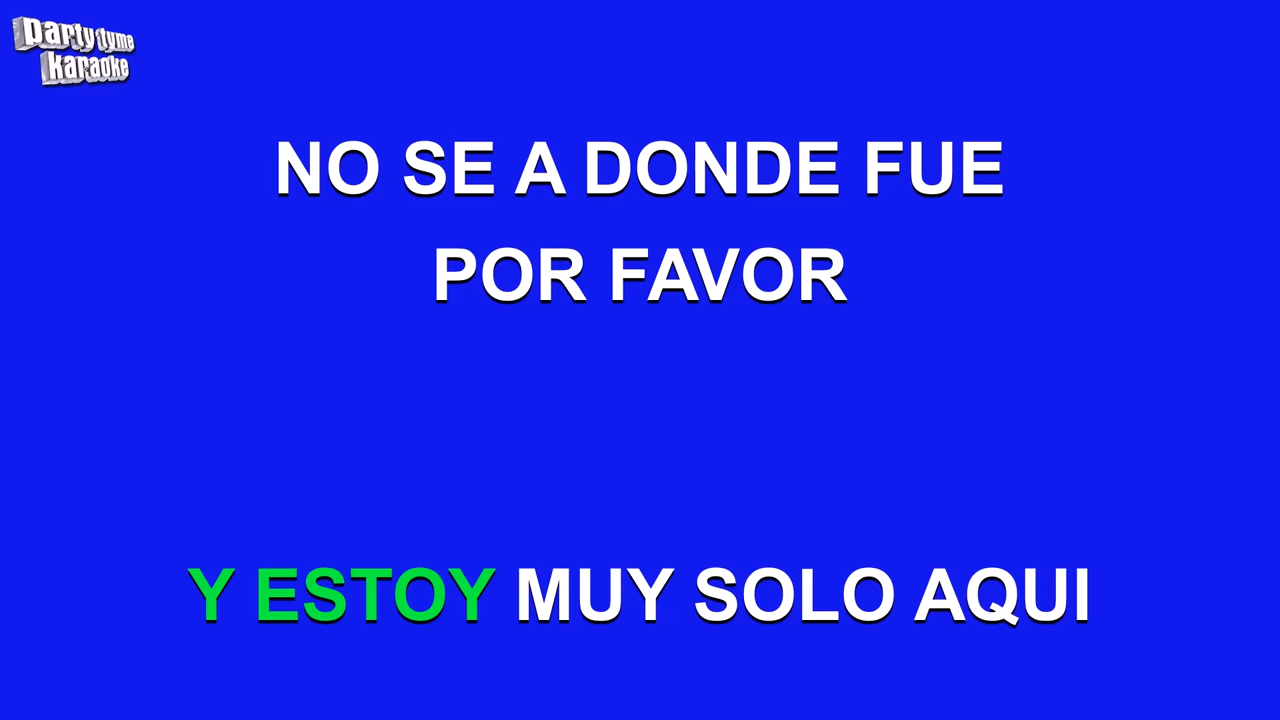 party tyme
karaoke
NO SE A DONDE FUE
POR FAVOR
Y ESTOY MUY SOLO AQUI